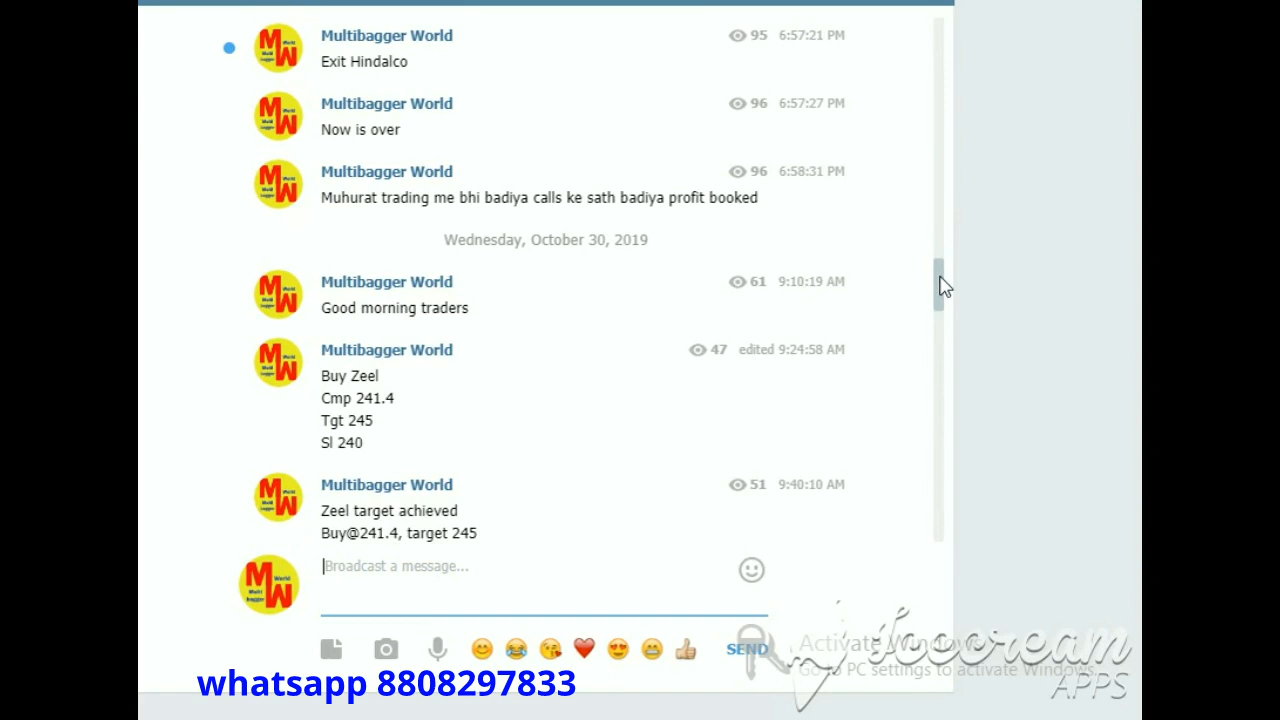 Multibagger World 95 6:57:21 PM
Exit Hindalco
Multibagger World 96 6:57:27 PM
Now is over
Multibagger World 96 6:58:31 PM
Muhurat trading me bhi badiya calls ke sath badiya profit booked
Wednesday, October 30, 2019
Multibagger World 61 9:10:19 AM
Good morning traders
Multibagger World 47 edited 9:24:58 AM
Buy Zeel
Cmp 241.4
Tgt 245
Sl 240
Multibagger World 51 9:40:10 AM
Zeel target achieved
Buy@241.4, target 245
Broadcast a message...
SEND
Activate Windows
Go to PC settings to activate Windows.
Icecream
APPS
whatsapp 8808297833